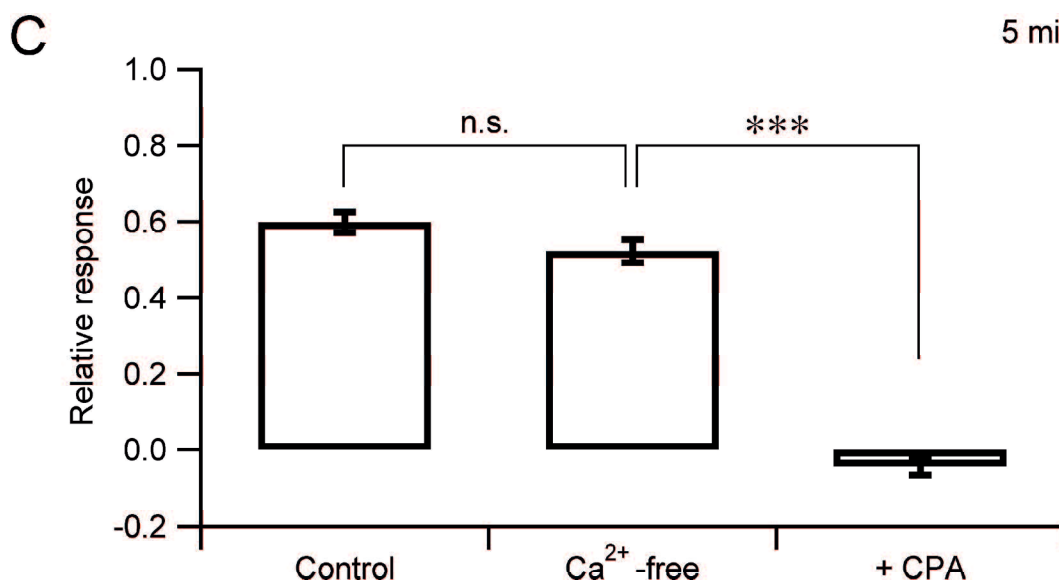 C
5 mi
1.0
0.8
0.6
0.4
0.2
0.0
-0.2
Relative response
n.s.
***
Control
Ca²⁺ -free
+ CPA